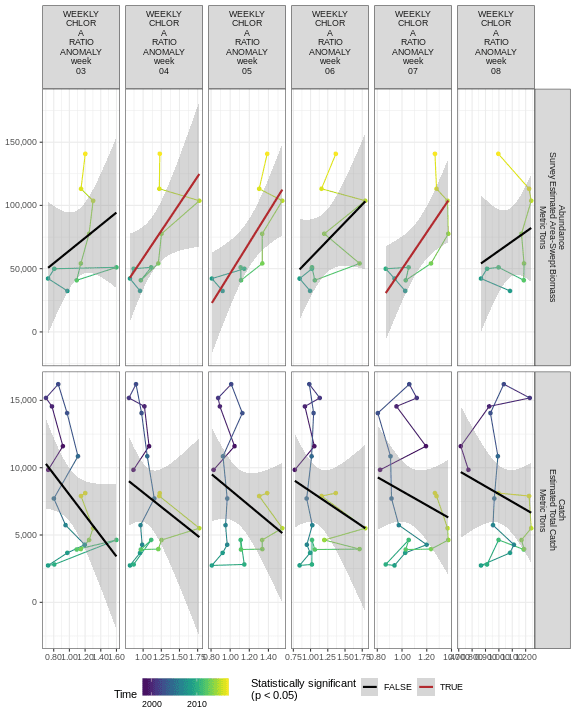 WEEKLY
CHLOR
A
RATIO
ANOMALY
week
03
WEEKLY
CHLOR
A
RATIO
ANOMALY
week
04
WEEKLY
CHLOR
A
RATIO
ANOMALY
week
05
WEEKLY
CHLOR
A
RATIO
ANOMALY
week
06
WEEKLY
CHLOR
A
RATIO
ANOMALY
week
07
WEEKLY
CHLOR
A
RATIO
ANOMALY
week
08
150,000
100,000
50,000
0
Abundance
Survey Estimated Area-Swept Biomass
Metric Tons
15,000
10,000
5,000
0
Catch
Estimated Total Catch
Metric Tons
0.80 1.00 1.20 1.40 1.60
1.00 1.25 1.50 1.75
0.80 1.00 1.20 1.40
0.75 1.00 1.25 1.50
0.80 1.00 1.20
Time
2000 2010
Statistically significant
(p < 0.05)
FALSE
TRUE